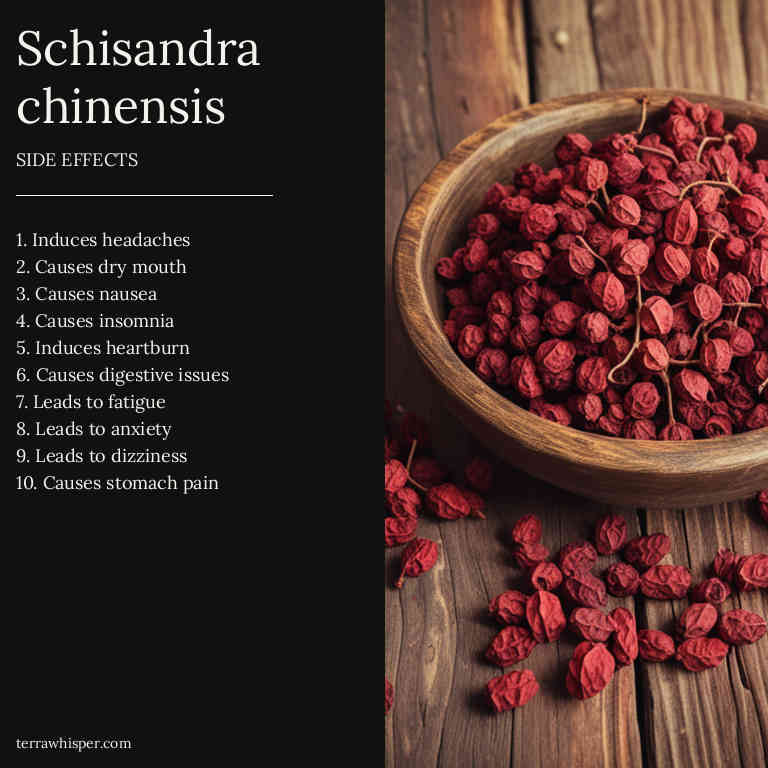 Schisandra
chinensis
SIDE EFFECTS
1. Induces headaches
2. Causes dry mouth
3. Causes nausea
4. Causes insomnia
5. Induces heartburn
6. Causes digestive issues
7. Leads to fatigue
8. Leads to anxiety
9. Leads to dizziness
10. Causes stomach pain
terrawhisper.com